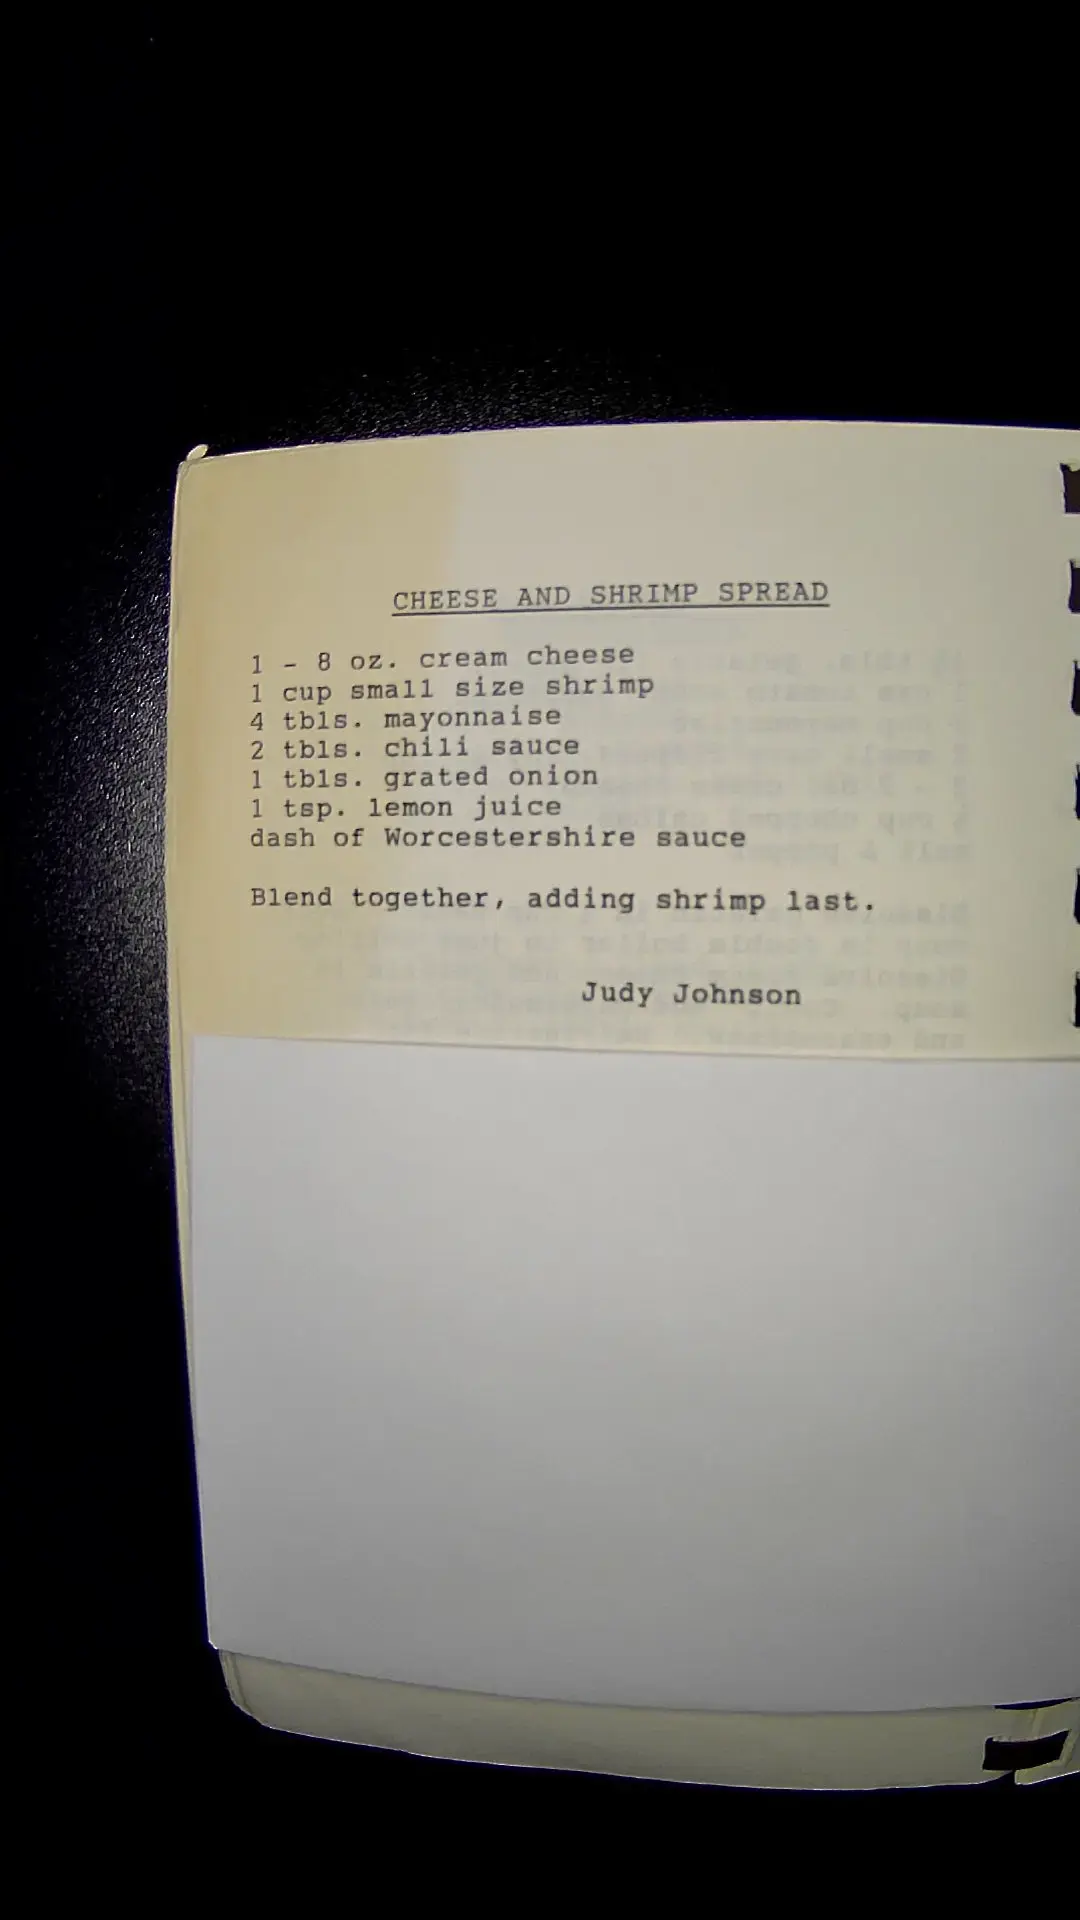 CHEESE AND SHRIMP SPREAD
1 - 8 oz. cream cheese
1 cup small size shrimp
4 tbls. mayonnaise
2 tbls. chili sauce
1 tbls. grated onion
1 tsp. lemon juice
dash of Worcestershire sauce
Blend together, adding shrimp last.
Judy Johnson